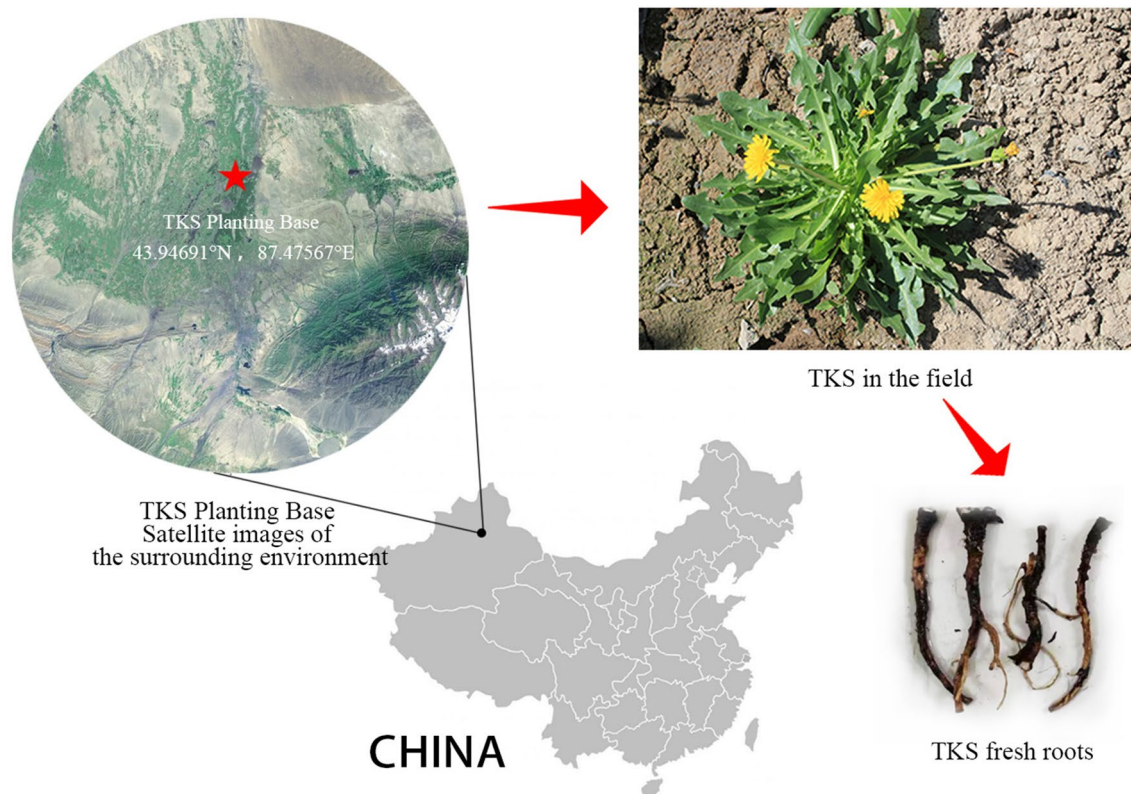 TKS Planting Base
43.94691°N， 87.47567°E
TKS in the field
TKS Planting Base
Satellite images of
the surrounding environment
CHINA
TKS fresh roots